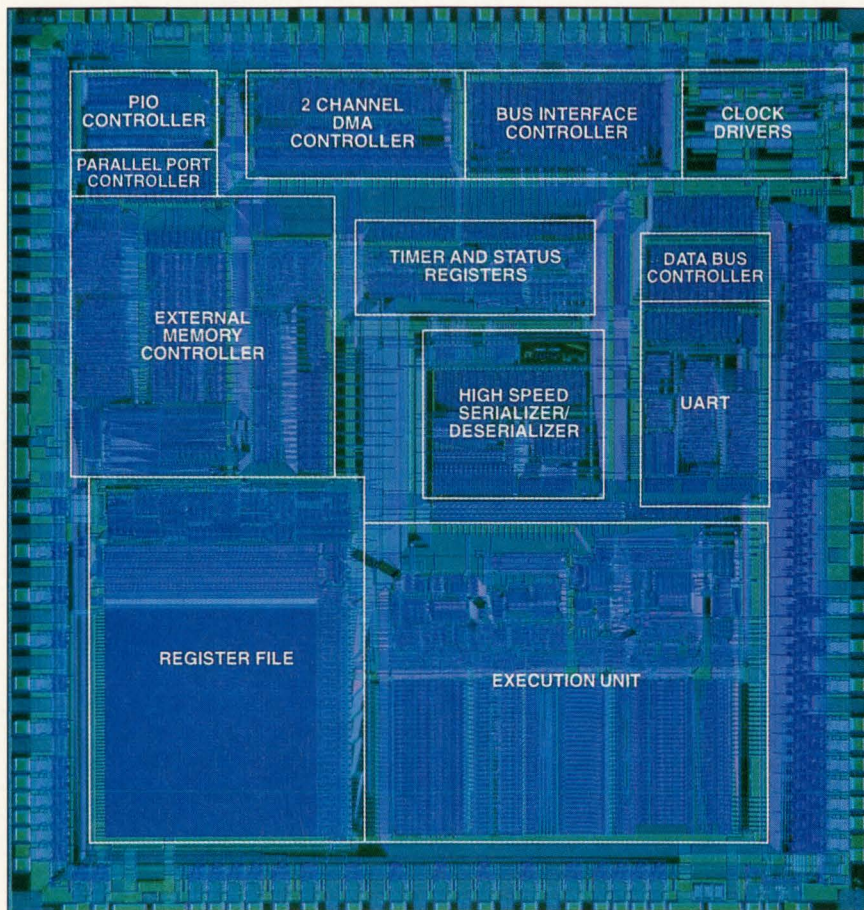 PIO
CONTROLLER
PARALLEL PORT
CONTROLLER
2 CHANNEL
DMA
CONTROLLER
BUS INTERFACE
CONTROLLER
CLOCK
DRIVERS
EXTERNAL
MEMORY
CONTROLLER
TIMER AND STATUS
REGISTERS
DATA BUS
CONTROLLER
HIGH SPEED
SERIALIZER/
DESERIALIZER
UART
REGISTER FILE
EXECUTION UNIT